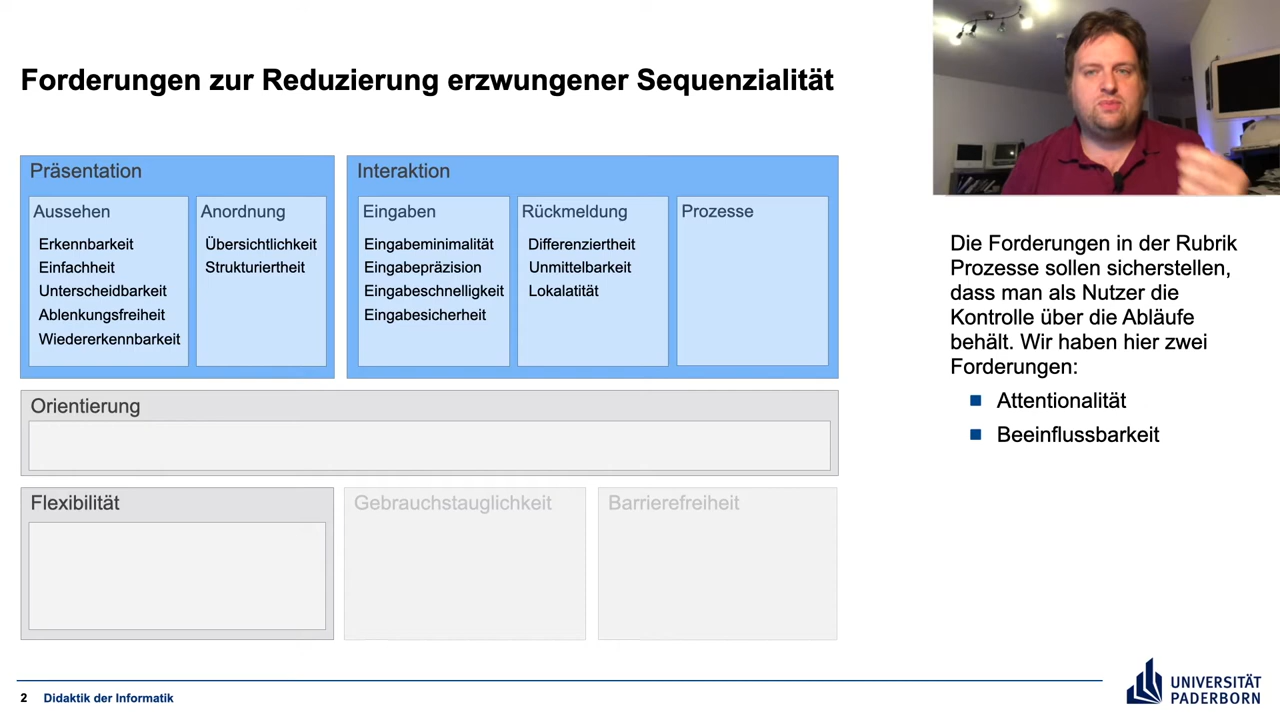 Forderungen zur Reduzierung erzwungener Sequenzialität
Präsentation
Aussehen
Erkennbarkeit
Einfachheit
Unterscheidbarkeit
Ablenkungsfreiheit
Wiedererkennbarkeit
Anordnung
Übersichtlichkeit
Strukturiertheit
Interaktion
Eingaben
Eingabeminimalität
Eingabepräzision
Eingabeschnelligkeit
Eingabesicherheit
Rückmeldung
Differenziertheit
Unmittelbarkeit
Lokalatität
Prozesse
Orientierung
Flexibilität
Gebrauchstauglichkeit
Barrierefreiheit
Die Forderungen in der Rubrik
Prozesse sollen sicherstellen,
dass man als Nutzer die
Kontrolle über die Abläufe
behält. Wir haben hier zwei
Forderungen:
Attentionalität
Beeinflussbarkeit
2 Didaktik der Informatik
UNIVERSITÄT
PADERBORN